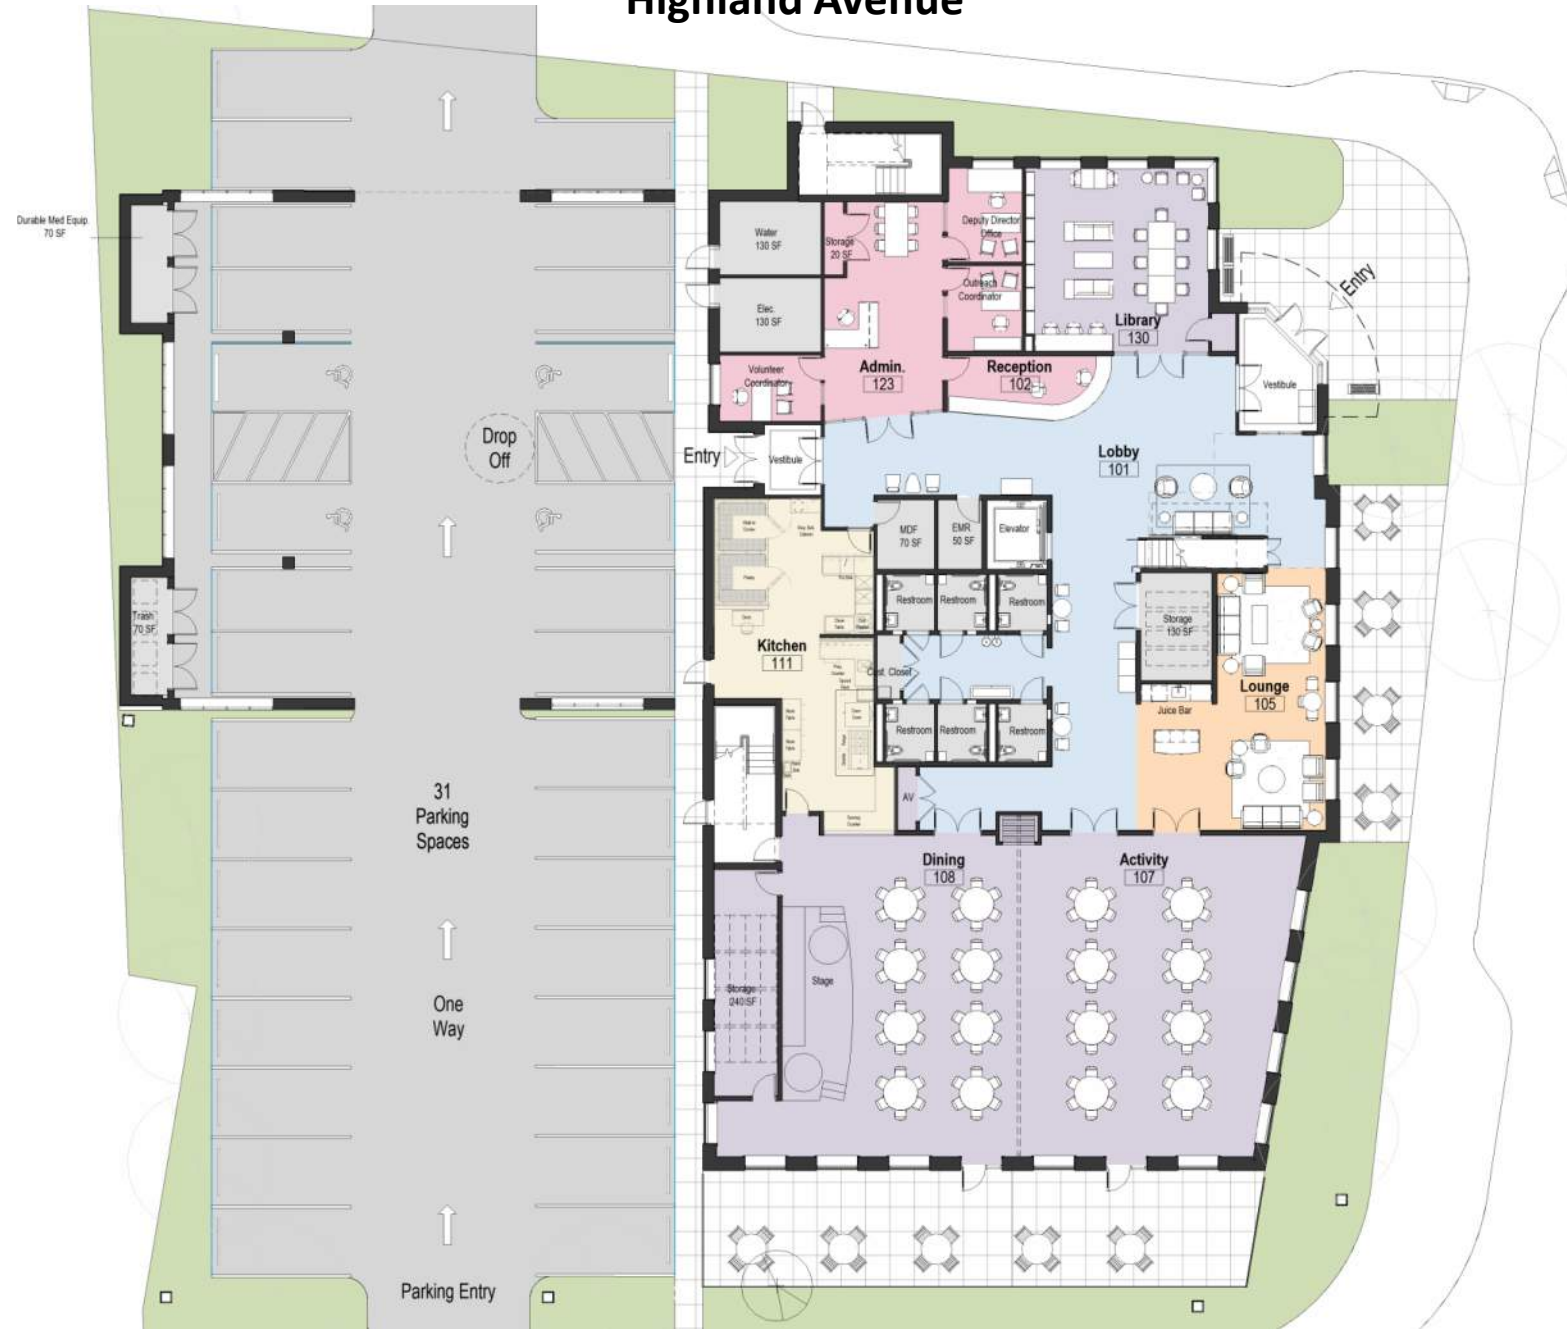 Highland Avenue
Durable Med Equip.
70 SF
Water
130 SF
Storage
20 SF
Deputy Director
Office
Elec.
130 SF
Outreach
Coordinator
Library
130
Entry
Volunteer
Coordinator
Admin.
123
Reception
102
Vestibule
Drop
Off
Entry
Vestibule
Lobby
101
MDF
70 SF
EMR
50 SF
Elevator
Trash
70 SF
Restroom
Restroom
Restroom
Storage
130 SF
Kitchen
111
Cust. Closet
Lounge
105
Juice Bar
Restroom
Restroom
Restroom
AV
31
Parking
Spaces
Dining
108
Activity
107
Storage
240 SF
Stage
One
Way
Parking Entry